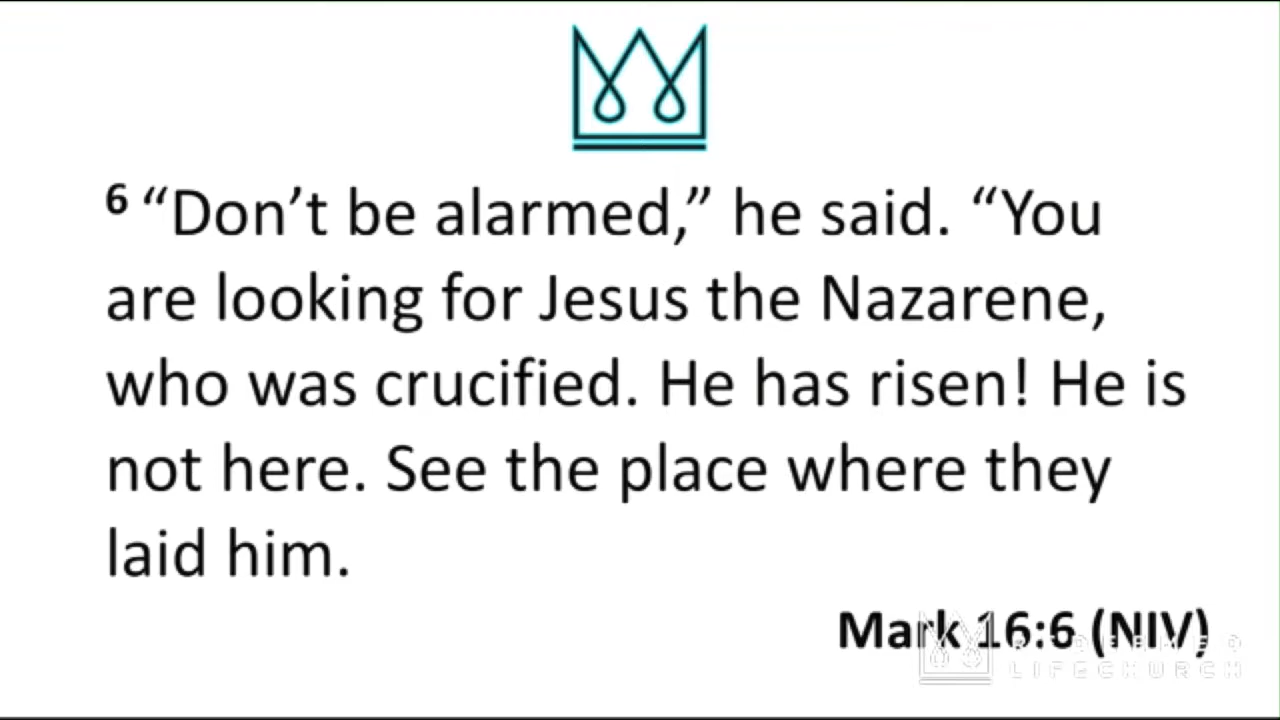 6 “Don’t be alarmed,” he said. “You
are looking for Jesus the Nazarene,
who was crucified. He has risen! He is
not here. See the place where they
laid him.
Mark 16:6 (NIV)
LIFECHURCH